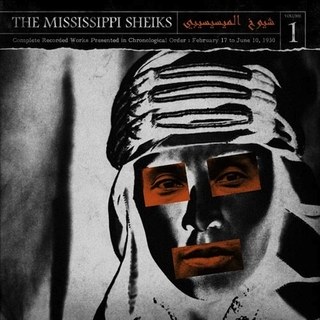 THE MISSISSIPPI SHEIKS شيوخ الميسيسيبي
VOLUME
1
Complete Recorded Works Presented in Chronological Order : February 17 to June 10, 1930